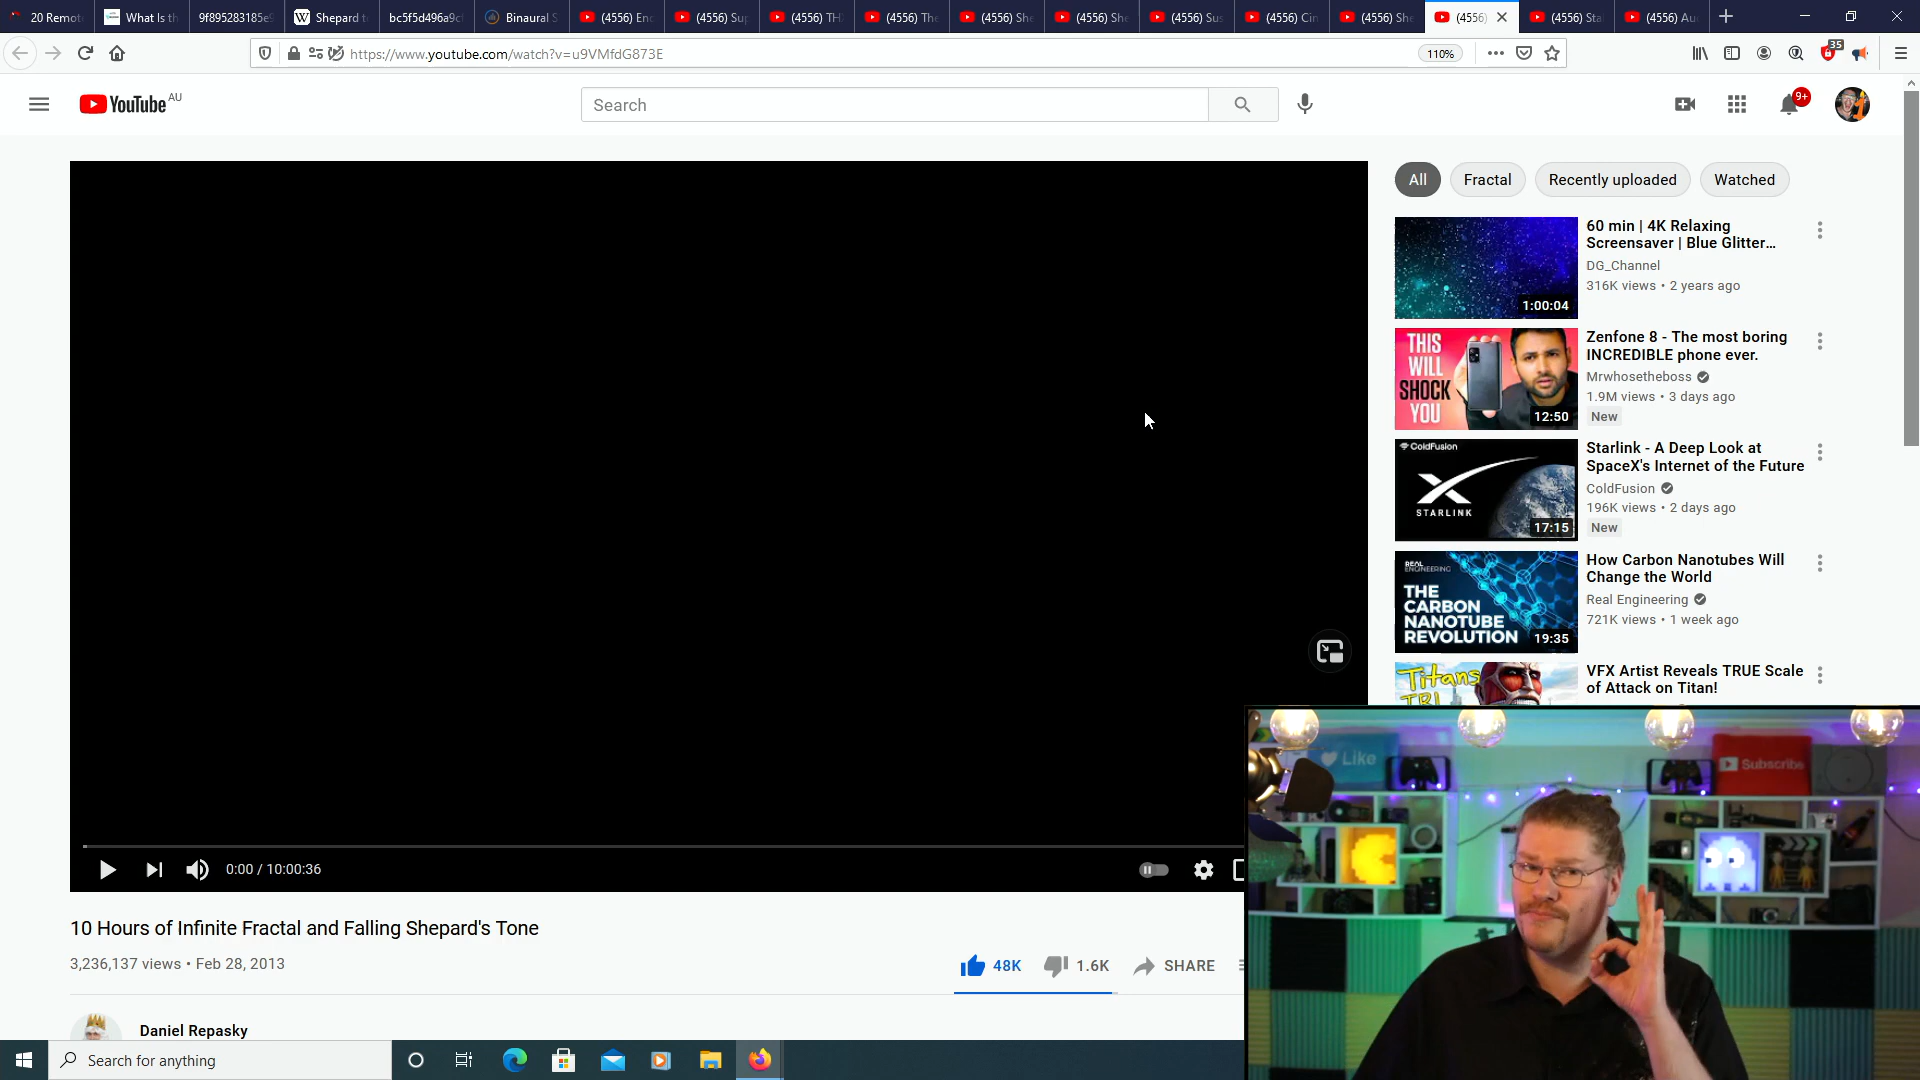 20 Remot
What Is th
9f895283185e9
Shepard t
bc5f5d496a9c
Binaural S
(4556) Enc
(4556) Su
(4556) TH
(4556) The
(4556) She
(4556) She
(4556) Sus
(4556) Cin
(4556) She
(4556)
(4556) Sta
(4556) Au
https://www.youtube.com/watch?v=u9VMfdG873E
110%
35
YouTube AU
Search
9+
All
Fractal
Recently uploaded
Watched
60 min | 4K Relaxing
Screensaver | Blue Glitter...
DG_Channel
316K views • 2 years ago
1:00:04
THIS
WILL
SHOCK
YOU
12:50
Zenfone 8 - The most boring
INCREDIBLE phone ever.
Mrwhosetheboss
1.9M views • 3 days ago
New
ColdFusion
STARLINK
17:15
Starlink - A Deep Look at
SpaceX's Internet of the Future
ColdFusion
196K views • 2 days ago
New
REAL
ENGINEERING
THE
CARBON
NANOTUBE
REVOLUTION
19:35
How Carbon Nanotubes Will
Change the World
Real Engineering
721K views • 1 week ago
Titans
VFX Artist Reveals TRUE Scale
of Attack on Titan!
Like
Subscribe
0:00 / 10:00:36
10 Hours of Infinite Fractal and Falling Shepard's Tone
3,236,137 views • Feb 28, 2013
48K
1.6K
SHARE
Daniel Repasky
Search for anything